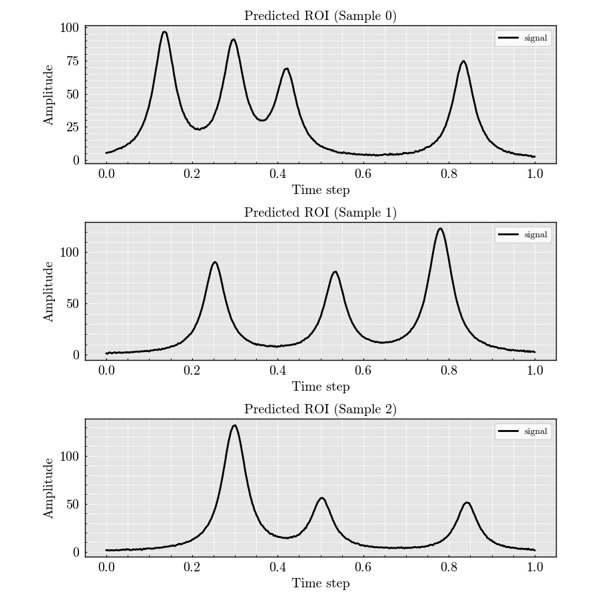 Predicted ROI (Sample 0)
100
75
50
25
0
Amplitude
signal
0.0 0.2 0.4 0.6 0.8 1.0
Time step
Predicted ROI (Sample 1)
100
50
0
Amplitude
signal
0.0 0.2 0.4 0.6 0.8 1.0
Time step
Predicted ROI (Sample 2)
100
50
0
Amplitude
signal
0.0 0.2 0.4 0.6 0.8 1.0
Time step